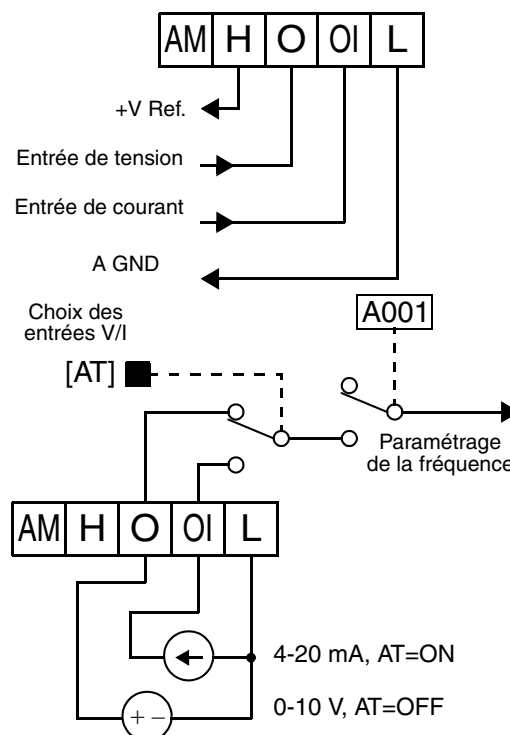 AM H O OI L
+V Ref.
Entrée de tension
Entrée de courant
A GND
Choix des
entrées V/I
[AT]
A001
Paramétrage
de la fréquence
AM H O OI L
4-20 mA, AT=ON
+ −
0-10 V, AT=OFF